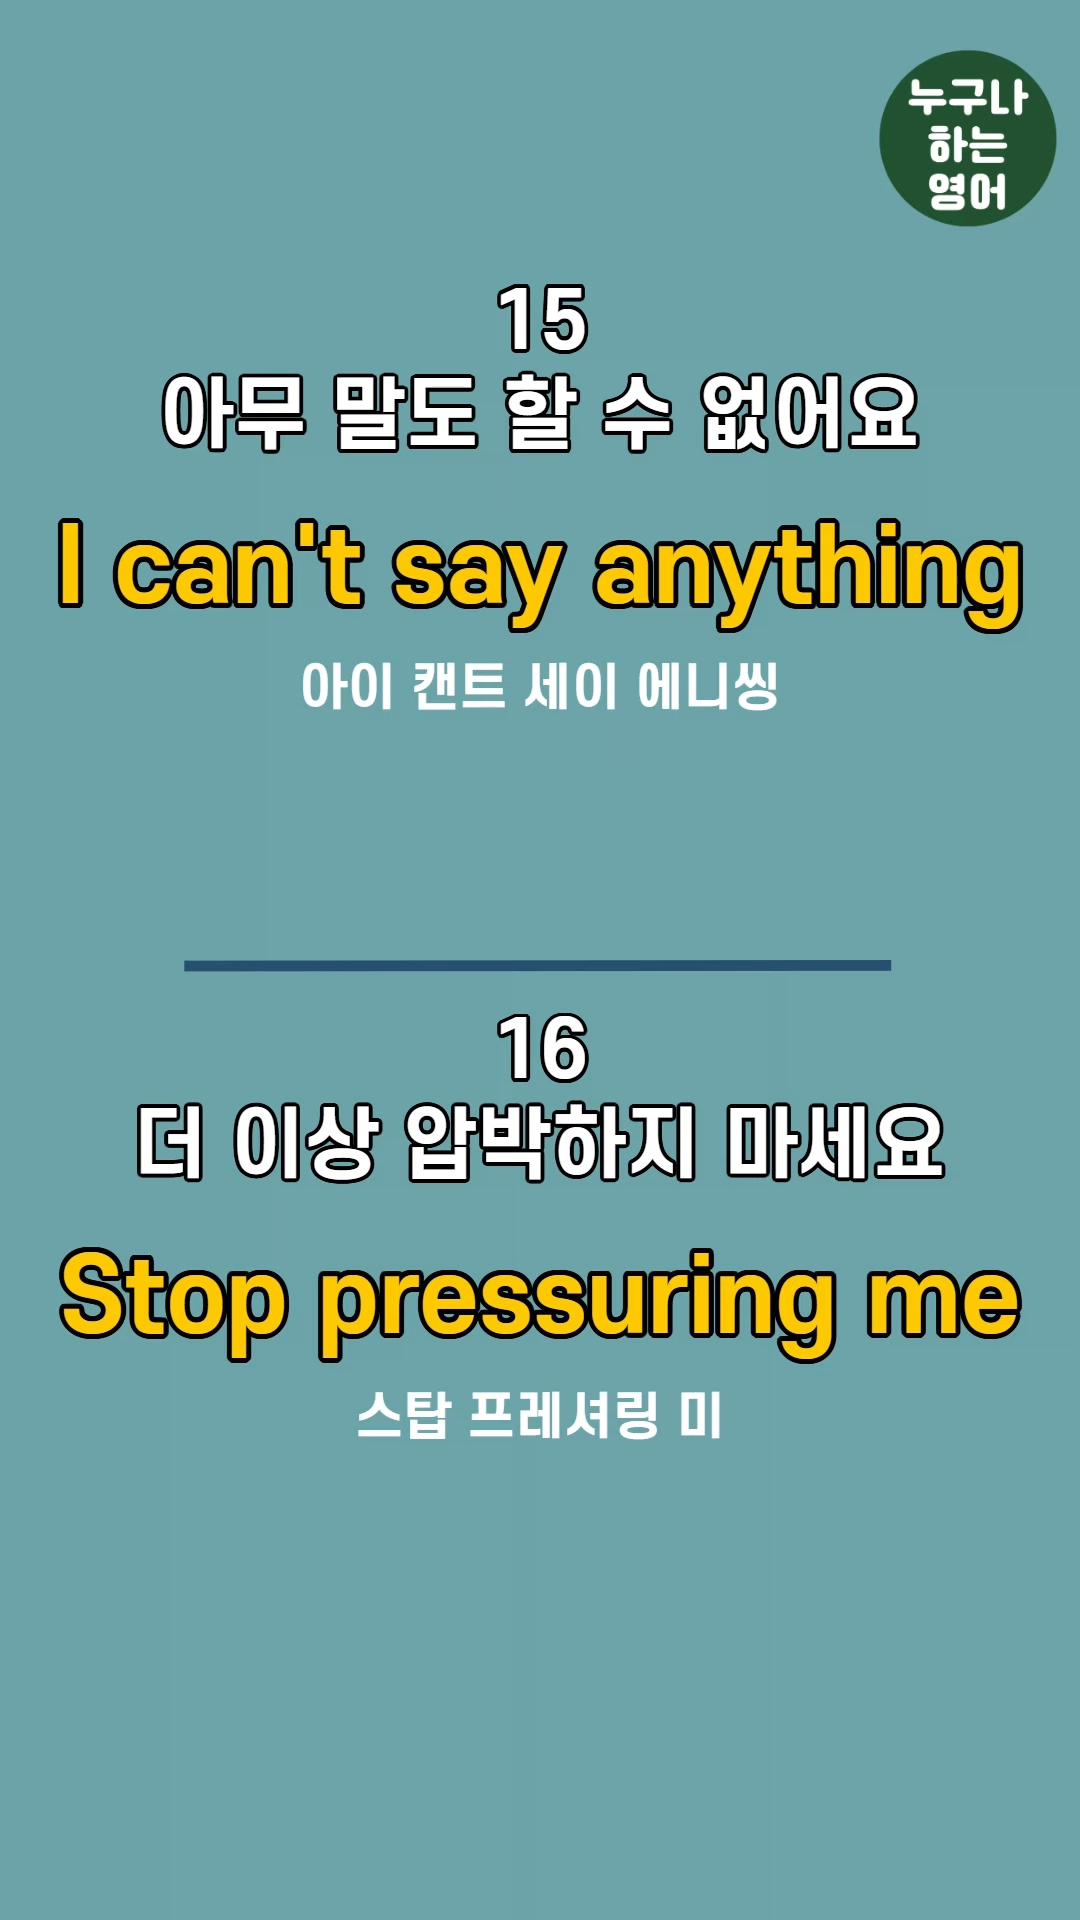 누구나
하는
영어
15
아무 말도 할 수 없어요
I can't say anything
아이 캔트 세이 에니씽
16
더 이상 압박하지 마세요
Stop pressuring me
스탑 프레셔링 미